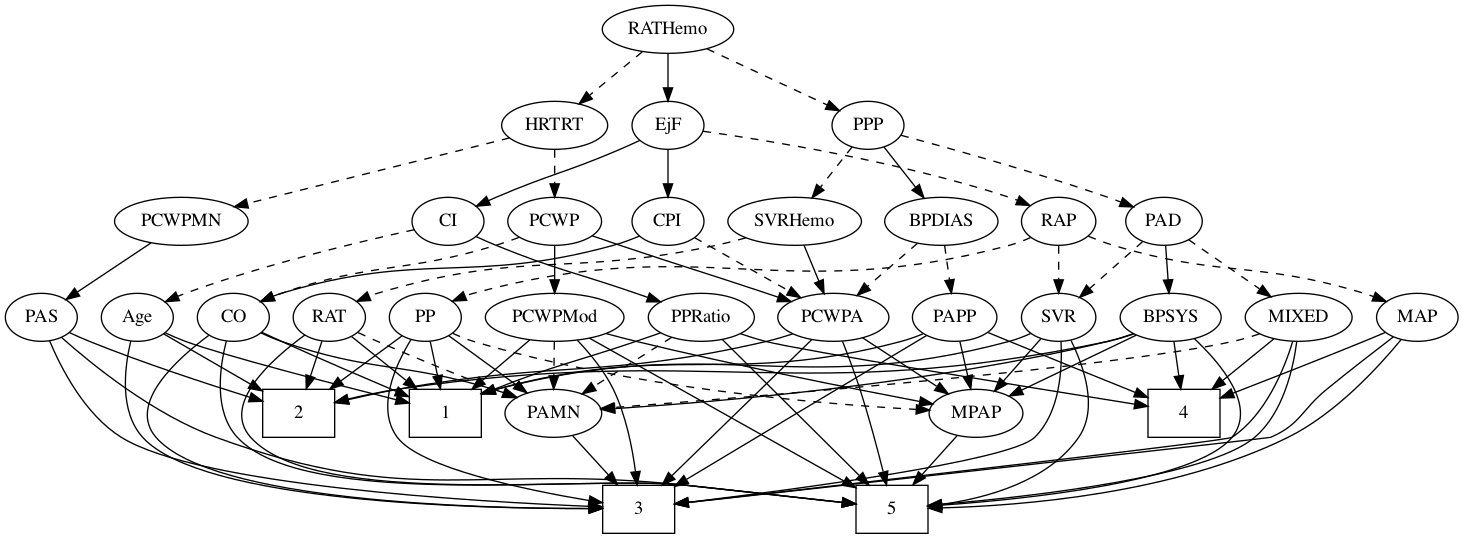 RATHemo
HRTRT
EjF
PPP
PCWPMN
CI
PCWP
CPI
SVRHemo
BPDIAS
RAP
PAD
PAS
Age
CO
RAT
PP
PCWPMod
PPRatio
PCWPA
PAPP
SVR
BPSYS
MIXED
MAP
2
1
PAMN
MPAP
4
3
5